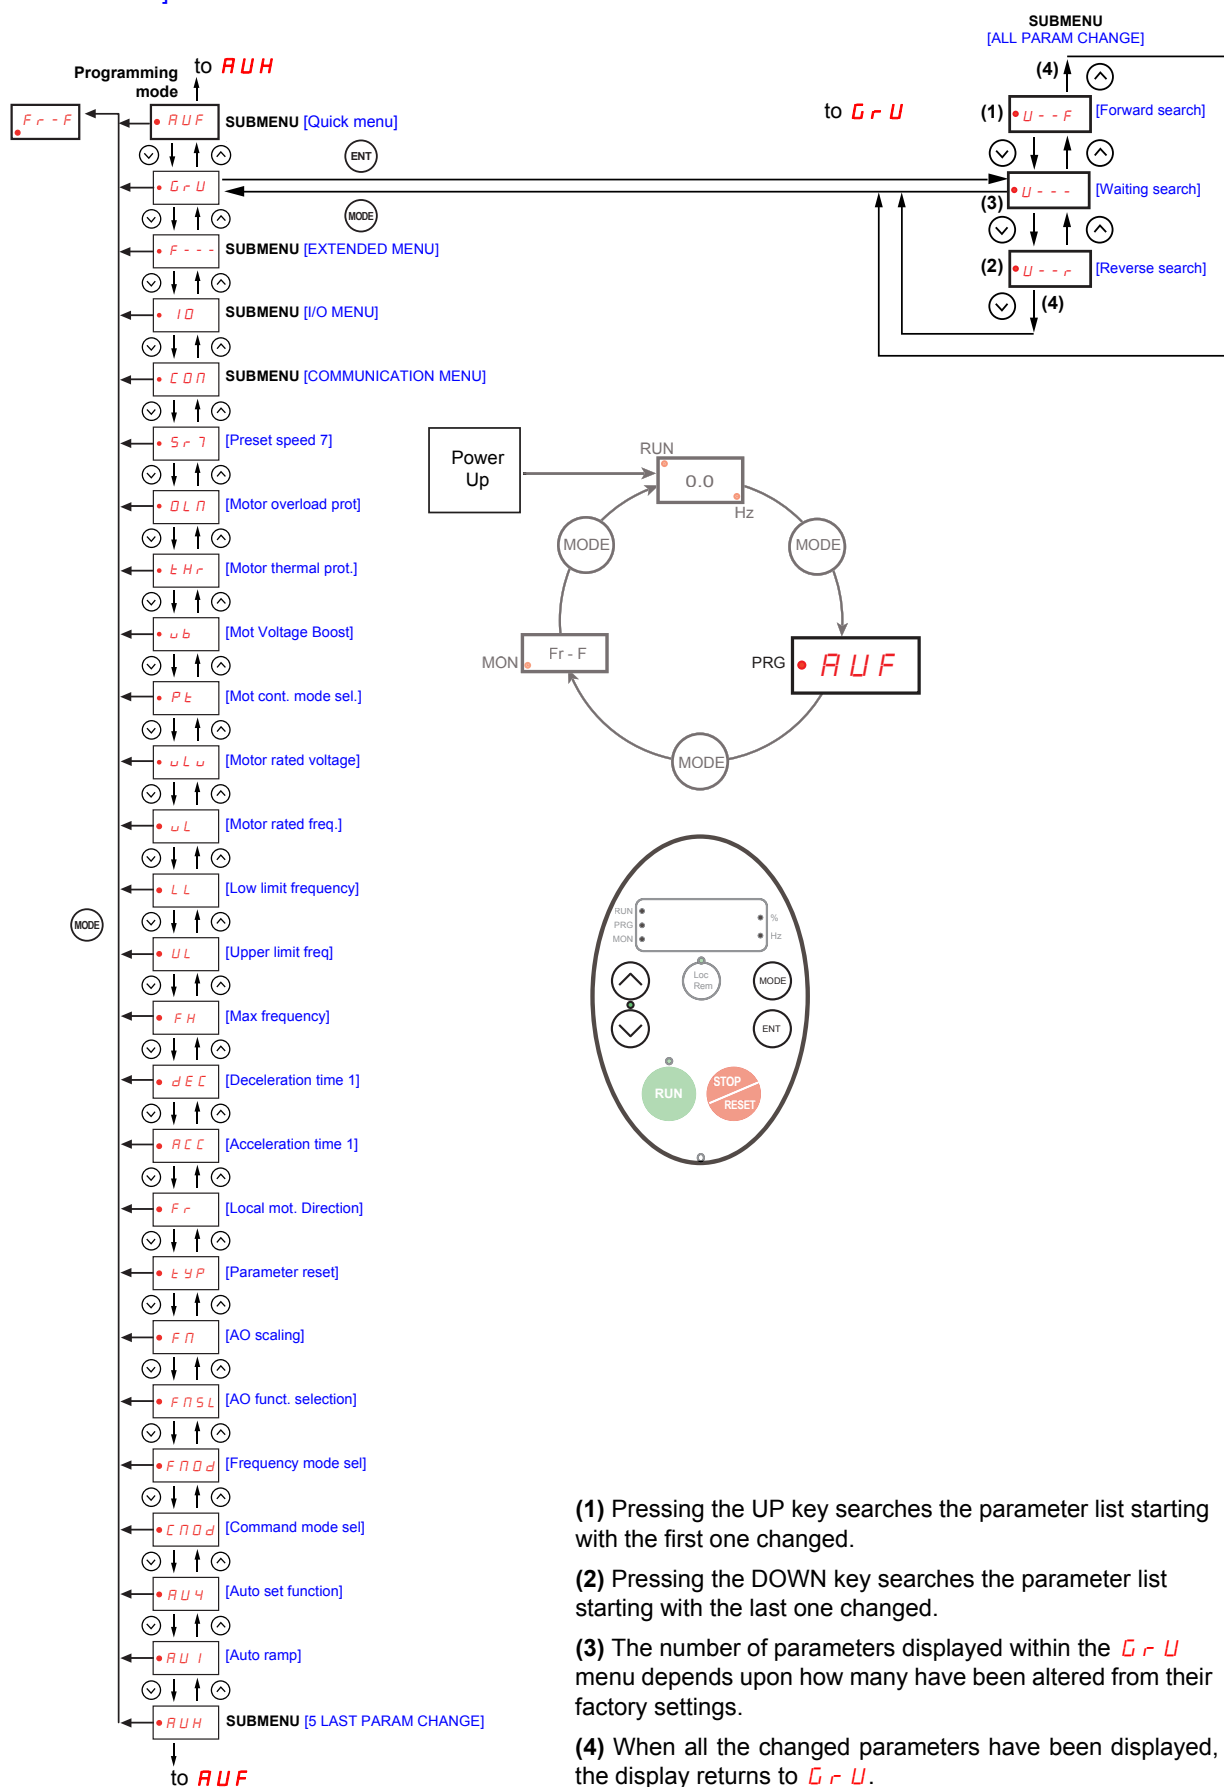 ]
SUBMENU
[ALL PARAM CHANGE]
Programming
mode
to AUH
(4)
Fr-F
AUF
SUBMENU [Quick menu]
to GrU
(1)
U--F
[Forward search]
ENT
GrU
U---
[Waiting search]
(3)
MODE
F---
SUBMENU [EXTENDED MENU]
(2)
U--r
[Reverse search]
(4)
IO
SUBMENU [I/O MENU]
COM
SUBMENU [COMMUNICATION MENU]
Sr7
[Preset speed 7]
OLM
[Motor overload prot]
tHr
[Motor thermal prot.]
ub
[Mot Voltage Boost]
Pt
[Mot cont. mode sel.]
uLu
[Motor rated voltage]
uL
[Motor rated freq.]
LL
[Low limit frequency]
MODE
UL
[Upper limit freq]
FH
[Max frequency]
dEC
[Deceleration time 1]
ACC
[Acceleration time 1]
Fr
[Local mot. Direction]
tYP
[Parameter reset]
FM
[AO scaling]
FMSL
[AO funct. selection]
FMOd
[Frequency mode sel]
CMOd
[Command mode sel]
AU4
[Auto set function]
AU1
[Auto ramp]
AUH
SUBMENU [5 LAST PARAM CHANGE]
to AUF
Power
Up
RUN
0.0
Hz
MODE
MODE
MON
Fr-F
PRG
AUF
MODE
RUN
PRG
MON
%
Hz
Loc
Rem
MODE
ENT
RUN
STOP
RESET
(1) Pressing the UP key searches the parameter list starting
with the first one changed.
(2) Pressing the DOWN key searches the parameter list
starting with the last one changed.
(3) The number of parameters displayed within the GrU
menu depends upon how many have been altered from their
factory settings.
(4) When all the changed parameters have been displayed,
the display returns to GrU.